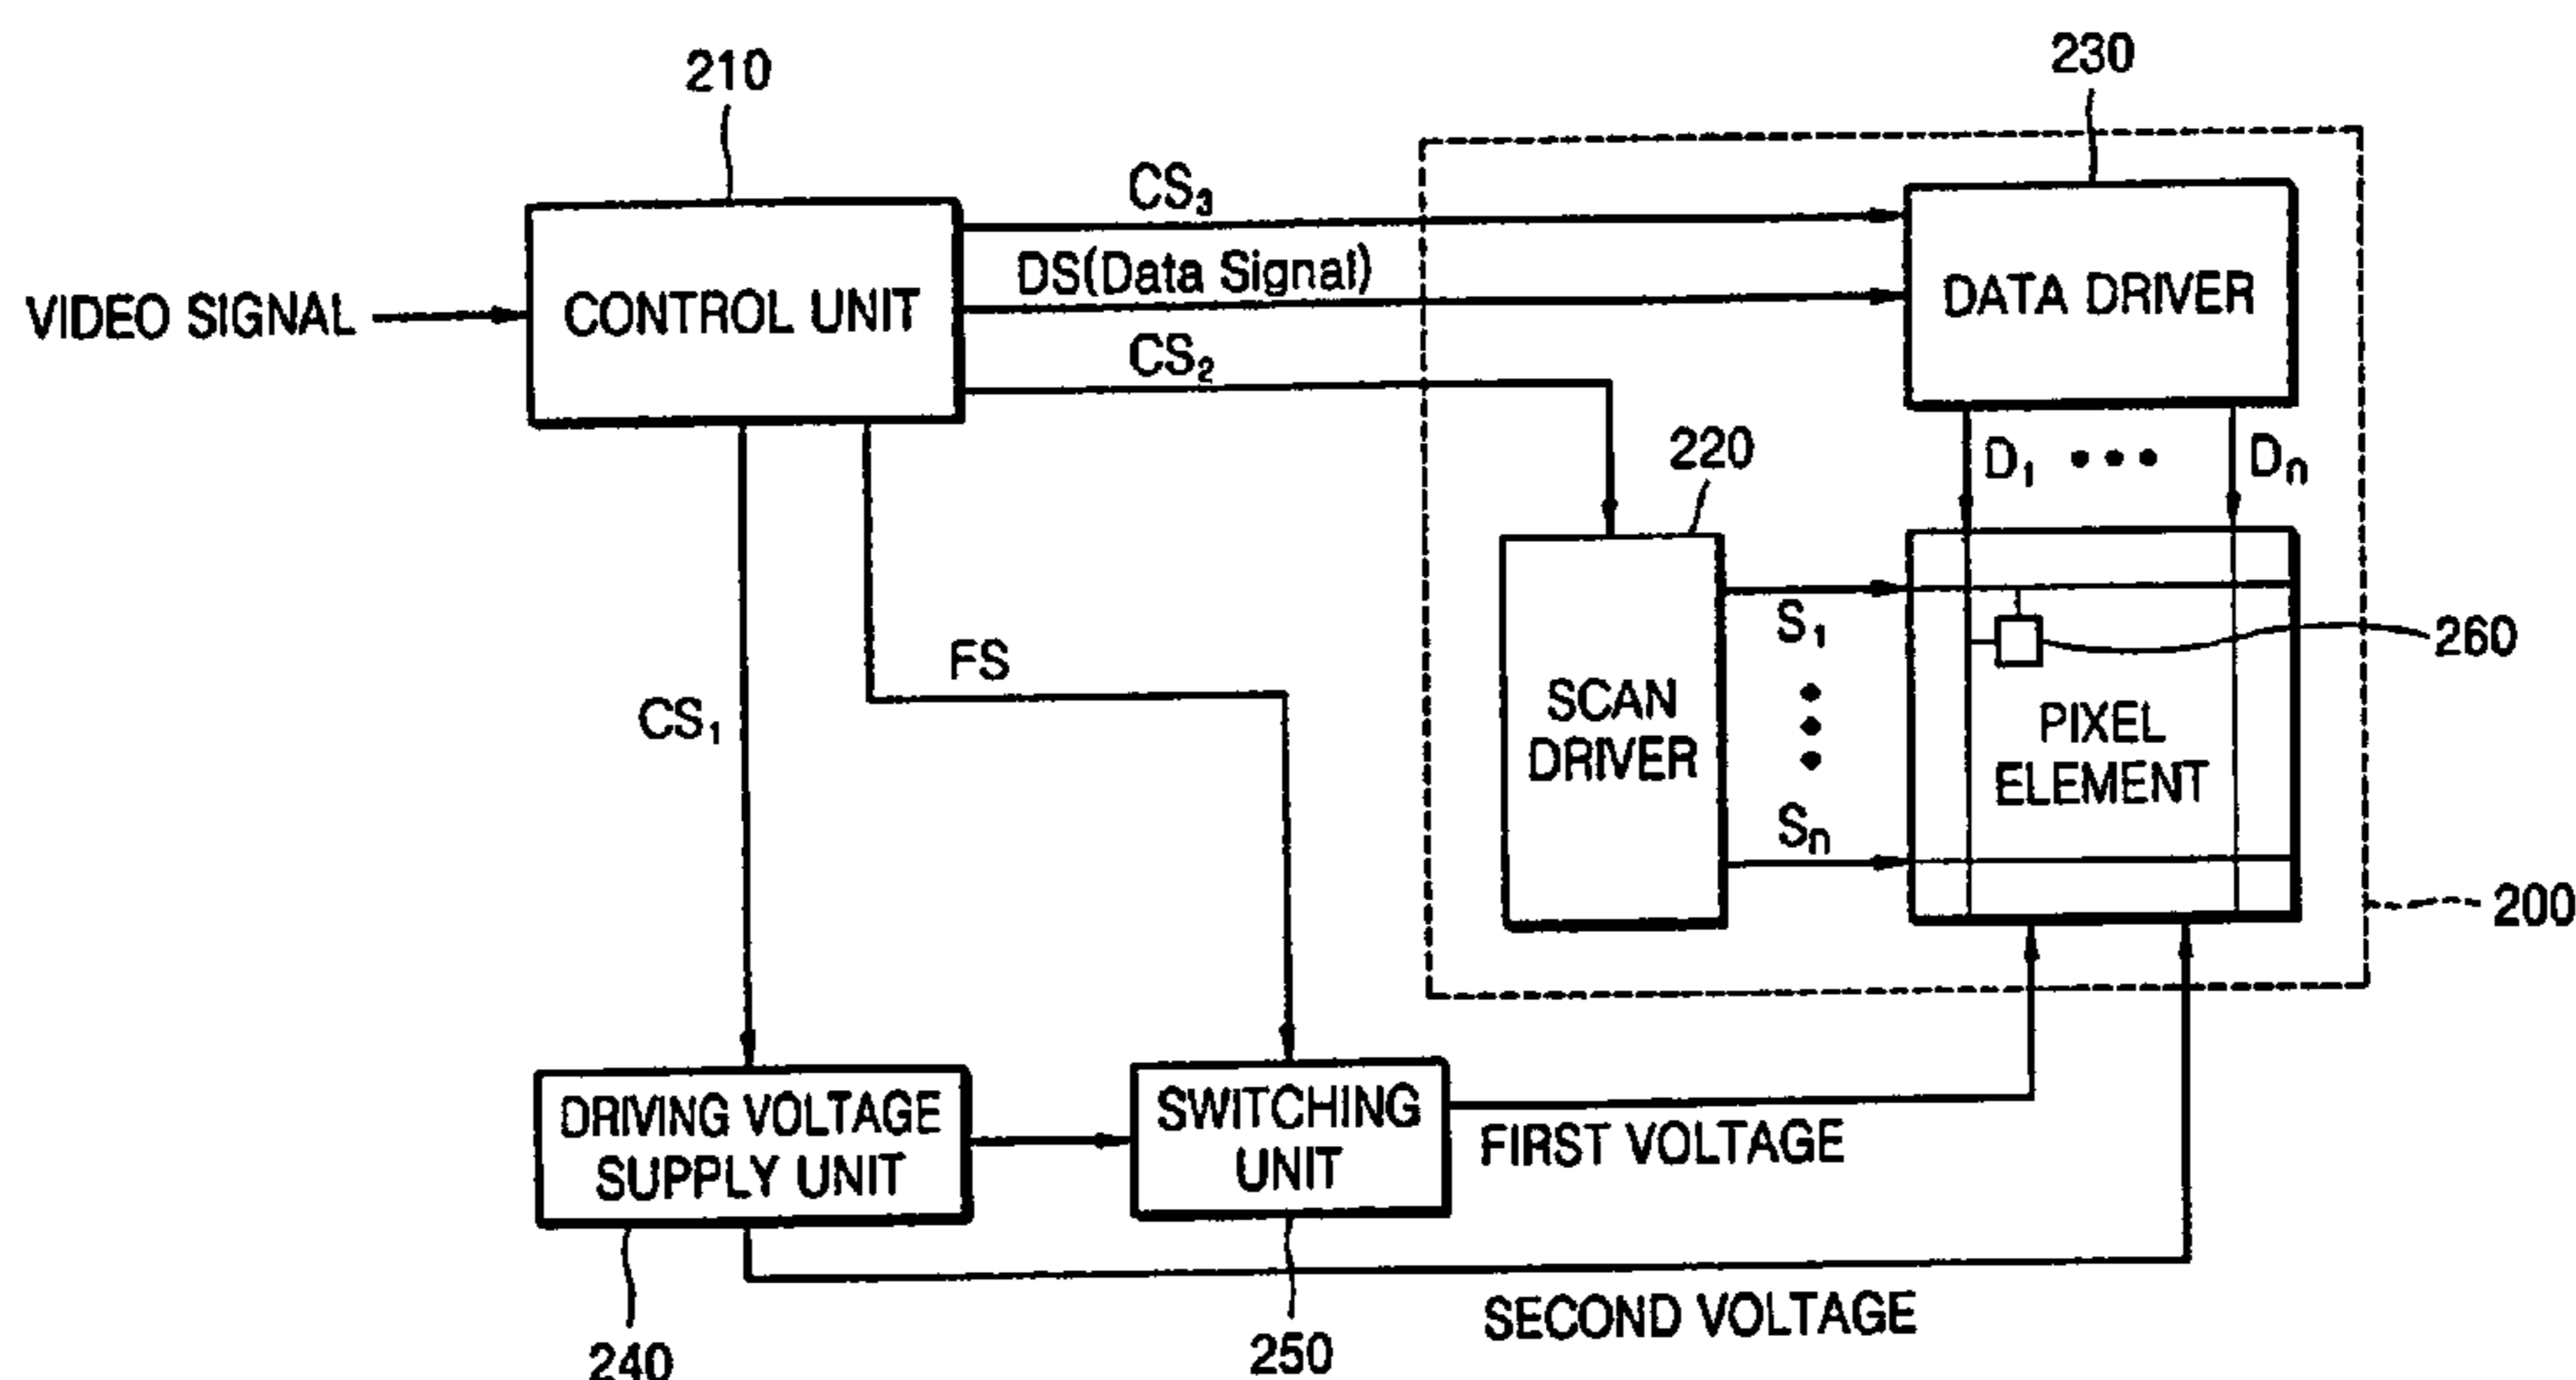 210
230
CS3
DS(Data Signal)
VIDEO SIGNAL
CONTROL UNIT
DATA DRIVER
CS2
220
D1 • • • Dn
S1
260
FS
SCAN
DRIVER
PIXEL
ELEMENT
CS1
Sn
200
DRIVING VOLTAGE
SUPPLY UNIT
SWITCHING
UNIT
FIRST VOLTAGE
SECOND VOLTAGE
240
250